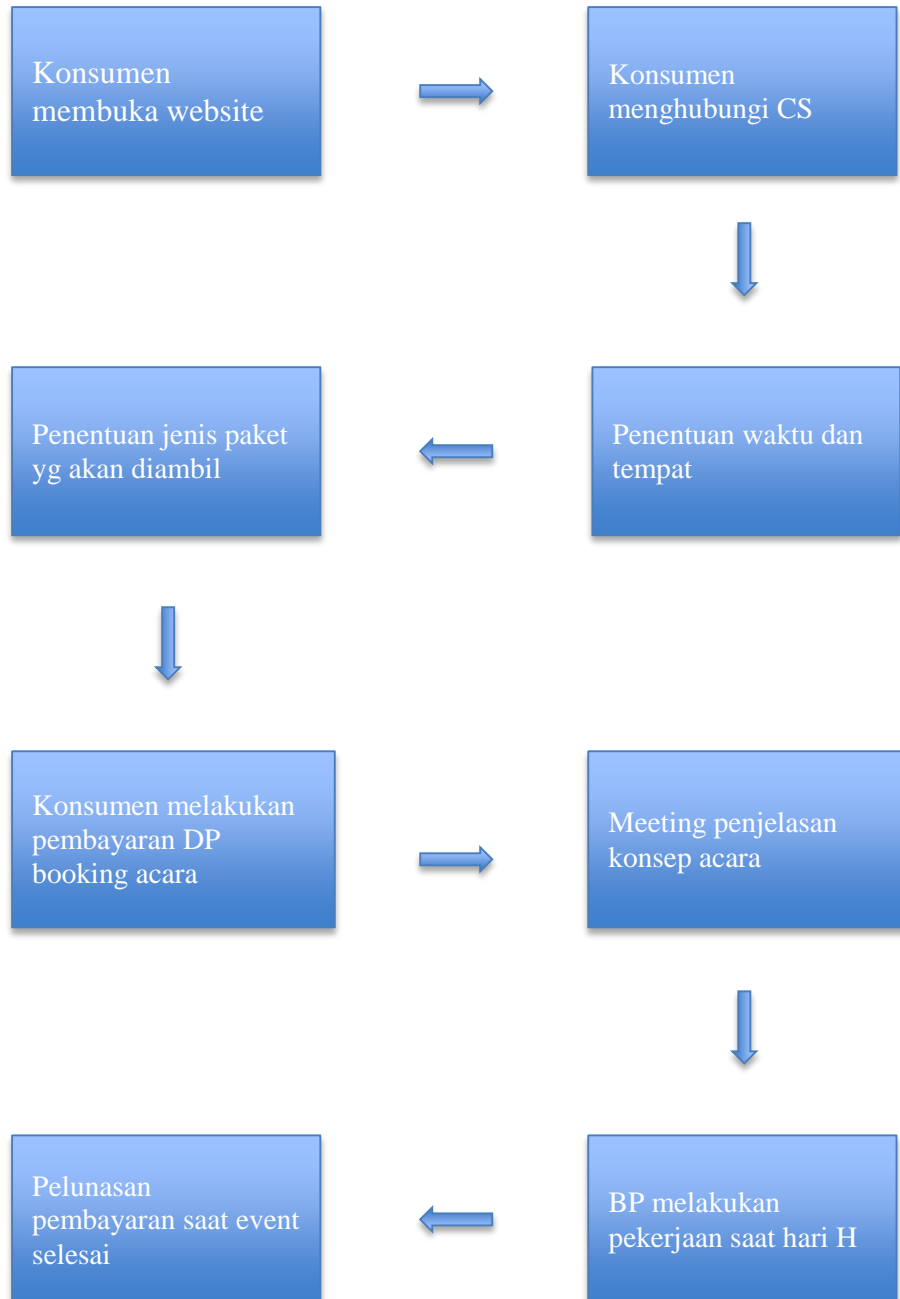 Konsumen
membuka website
Konsumen
menghubungi CS
Penentuan waktu dan
tempat
Penentuan jenis paket
yg akan diambil
Konsumen melakukan
pembayaran DP
booking acara
Meeting penjelasan
konsep acara
BP melakukan
pekerjaan saat hari H
Pelunasan
pembayaran saat event
selesai